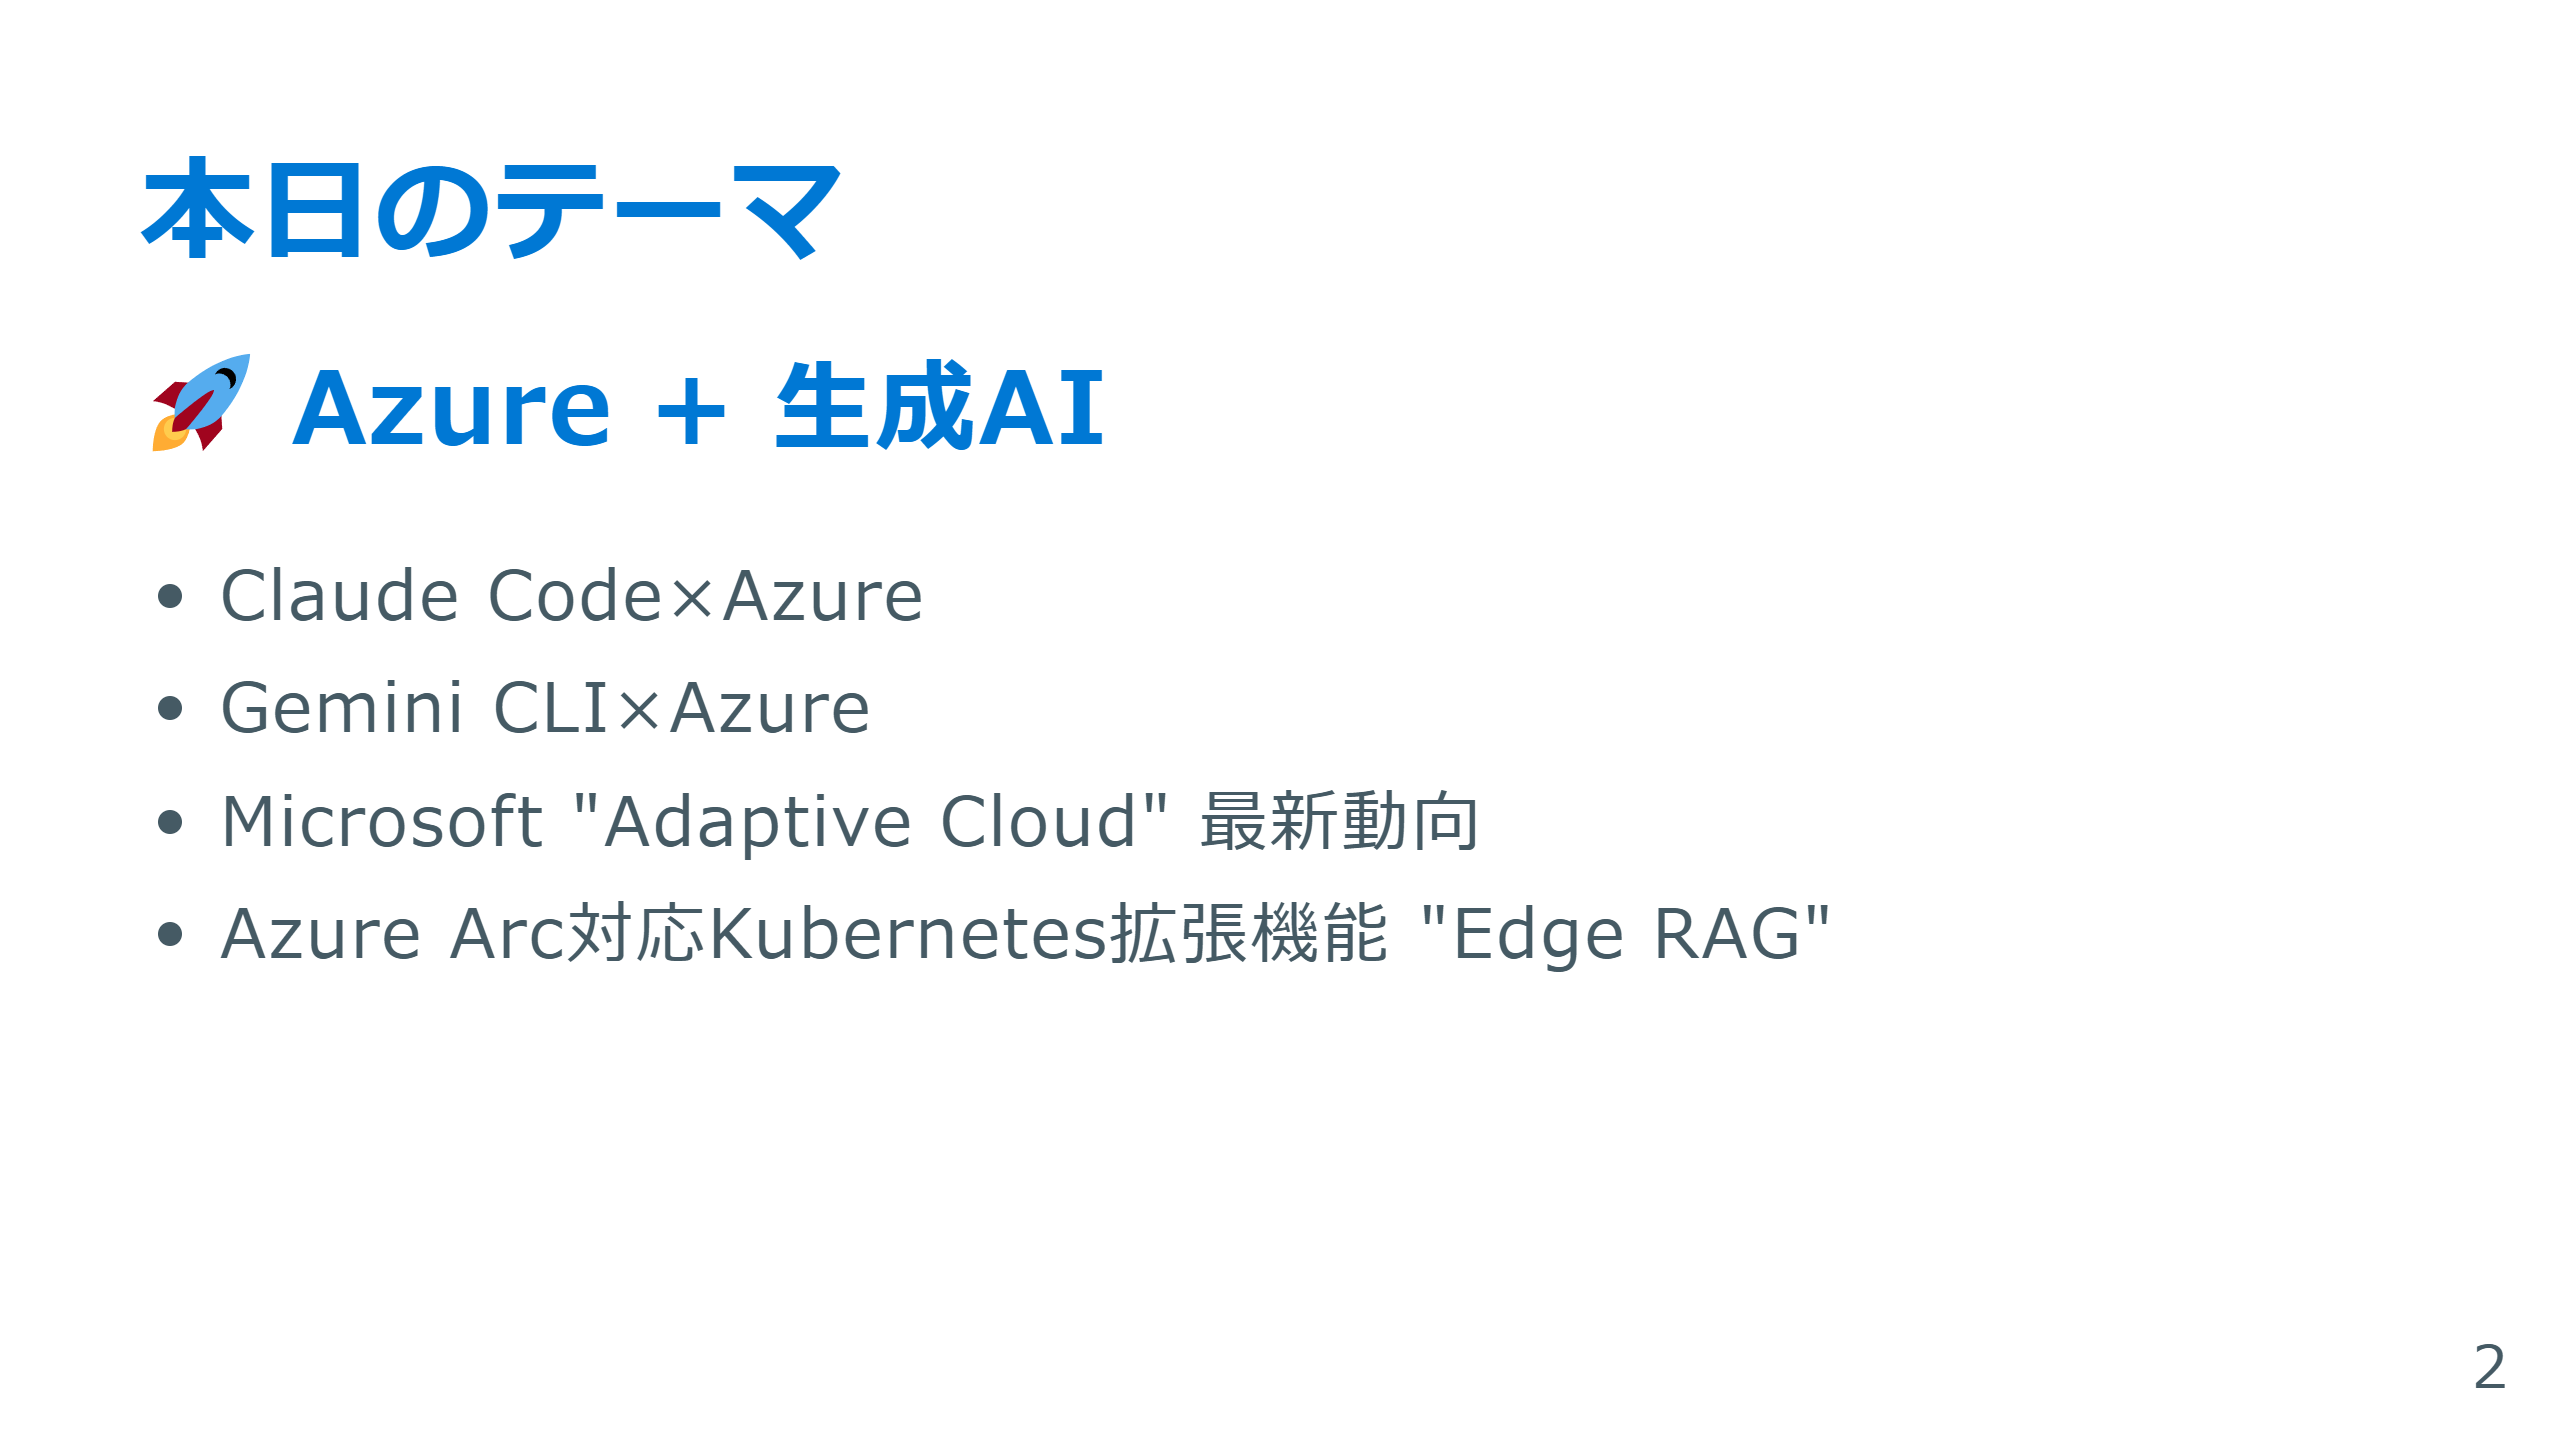 本日のテーマ
🚀 Azure + 生成AI
• Claude Code×Azure
• Gemini CLI×Azure
• Microsoft "Adaptive Cloud" 最新動向
• Azure Arc対応Kubernetes拡張機能 "Edge RAG"
2